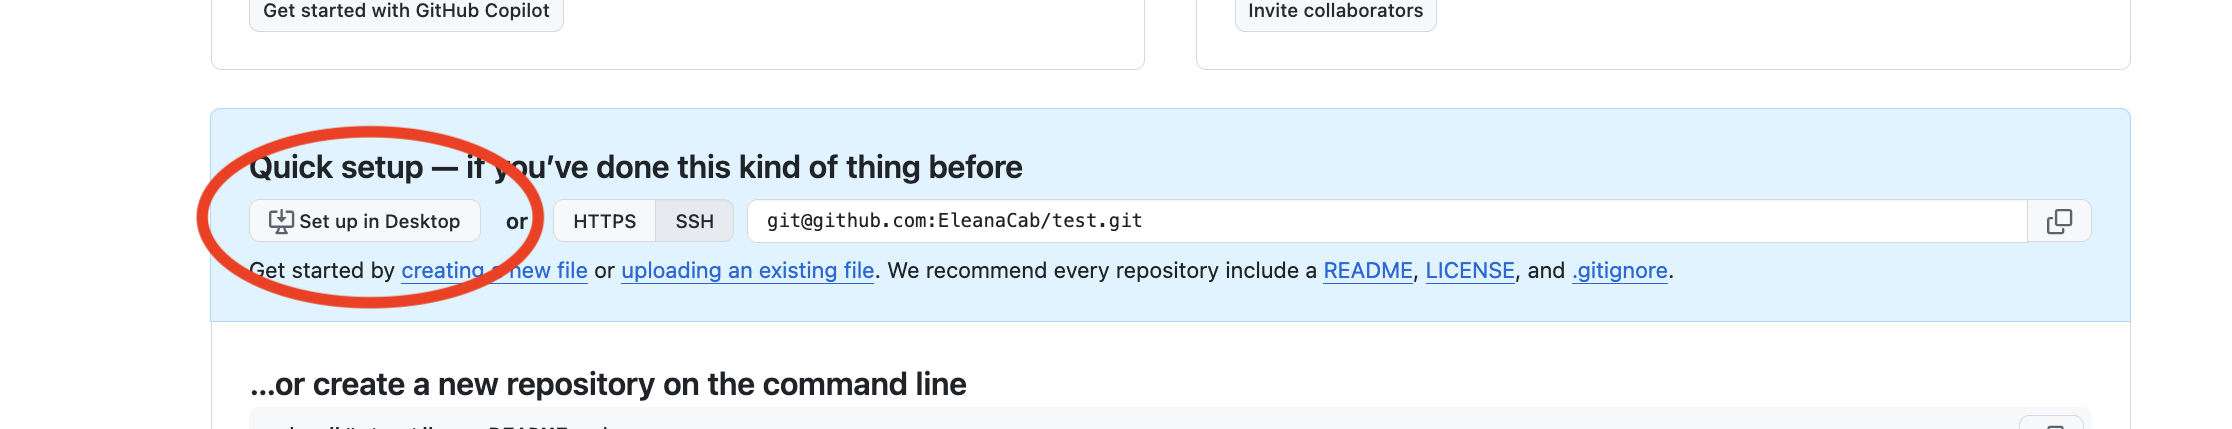 Get started with GitHub Copilot
Invite collaborators
Quick setup — if you’ve done this kind of thing before
Set up in Desktop or HTTPS SSH git@github.com:EleanaCab/test.git
Get started by creating a new file or uploading an existing file. We recommend every repository include a README, LICENSE, and .gitignore.
...or create a new repository on the command line